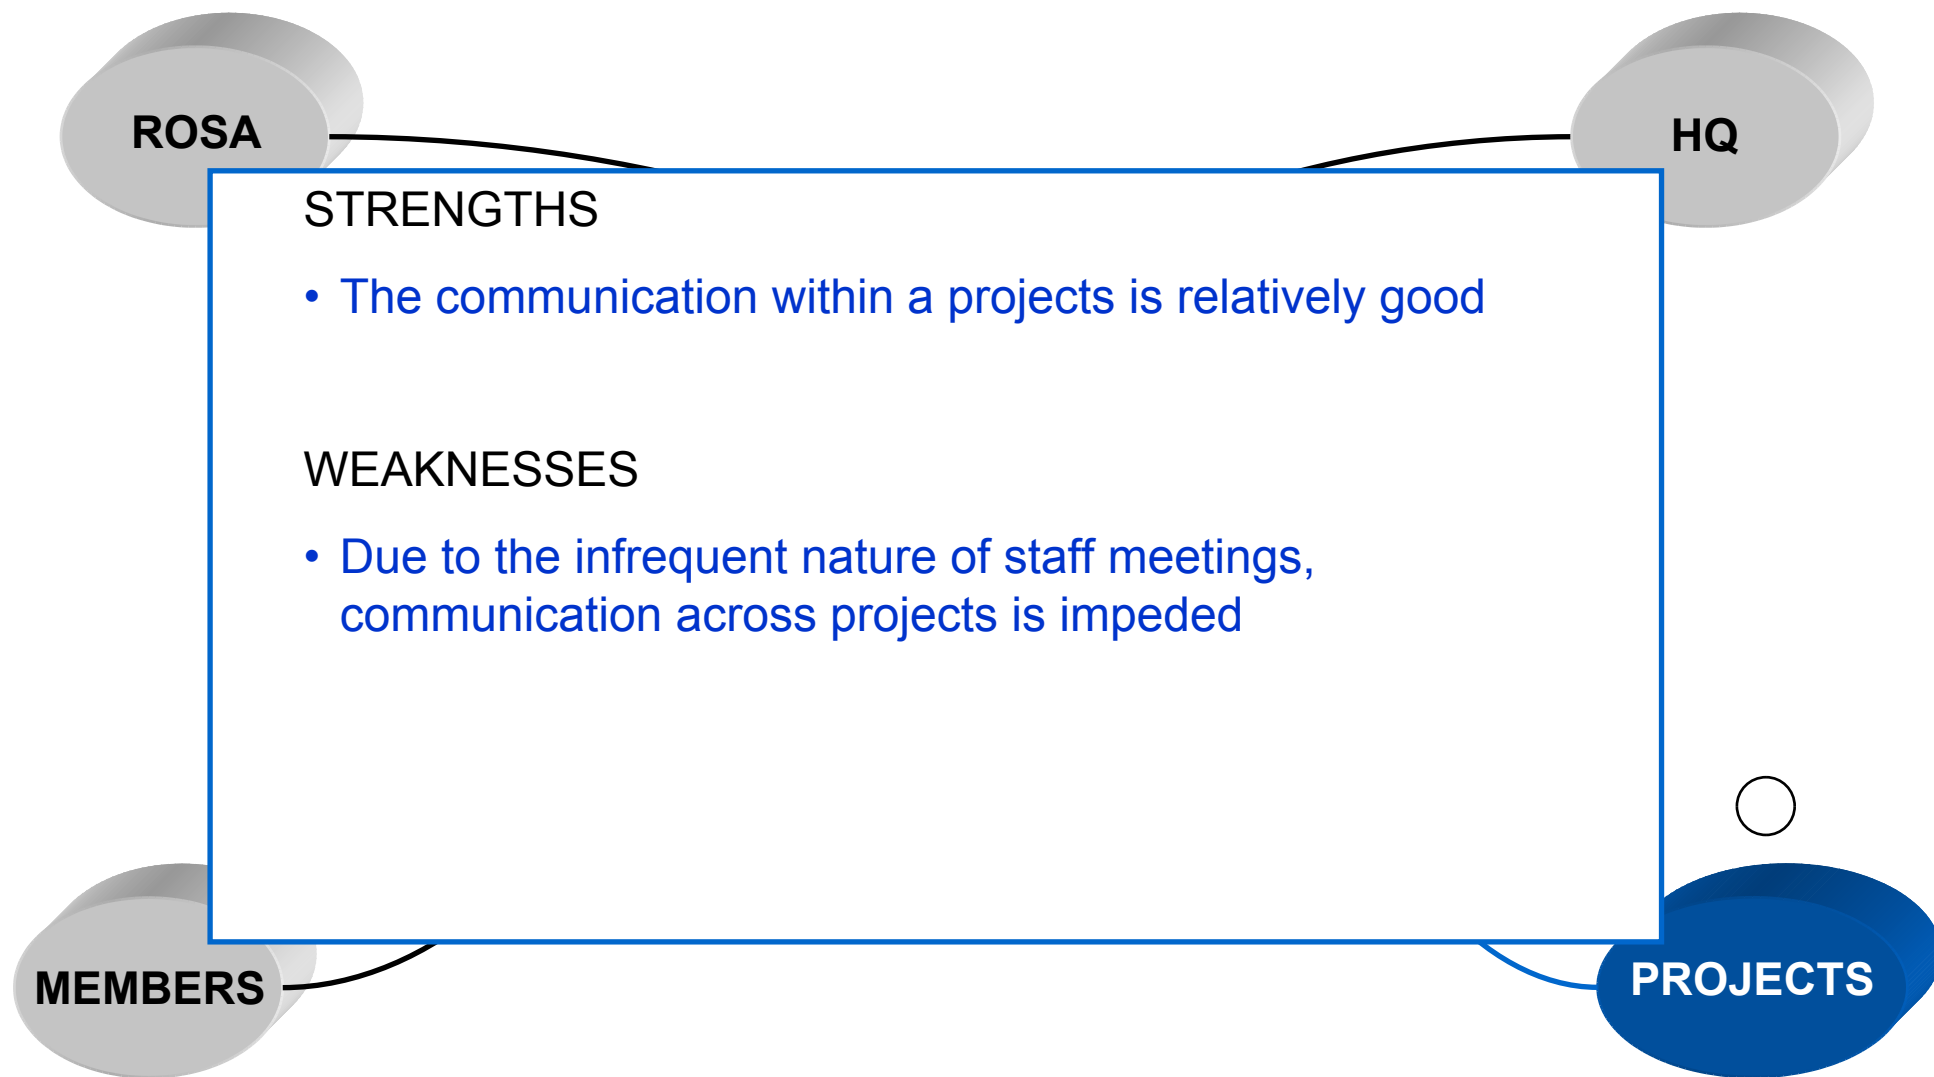 ROSA
HQ
STRENGTHS
• The communication within a projects is relatively good
WEAKNESSES
• Due to the infrequent nature of staff meetings,
communication across projects is impeded
MEMBERS
PROJECTS